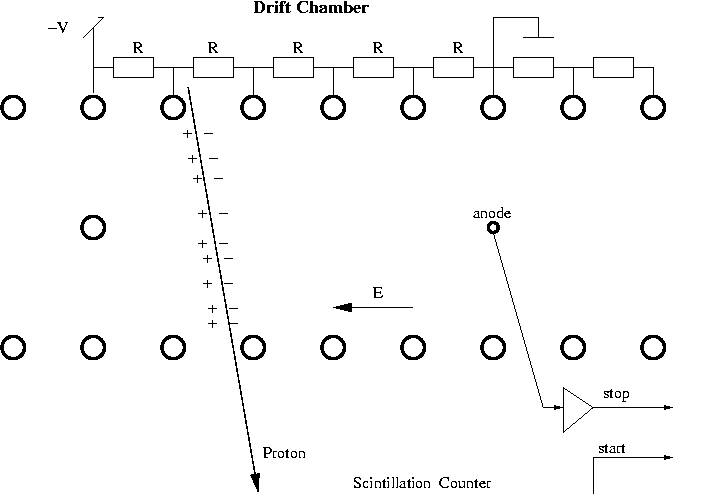 Drift Chamber
−V
R R R R R
+ −
+ −
+ −
anode
+ −
+ −
+ −
+ −
E
+ −
+ −
stop
Proton
start
Scintillation Counter